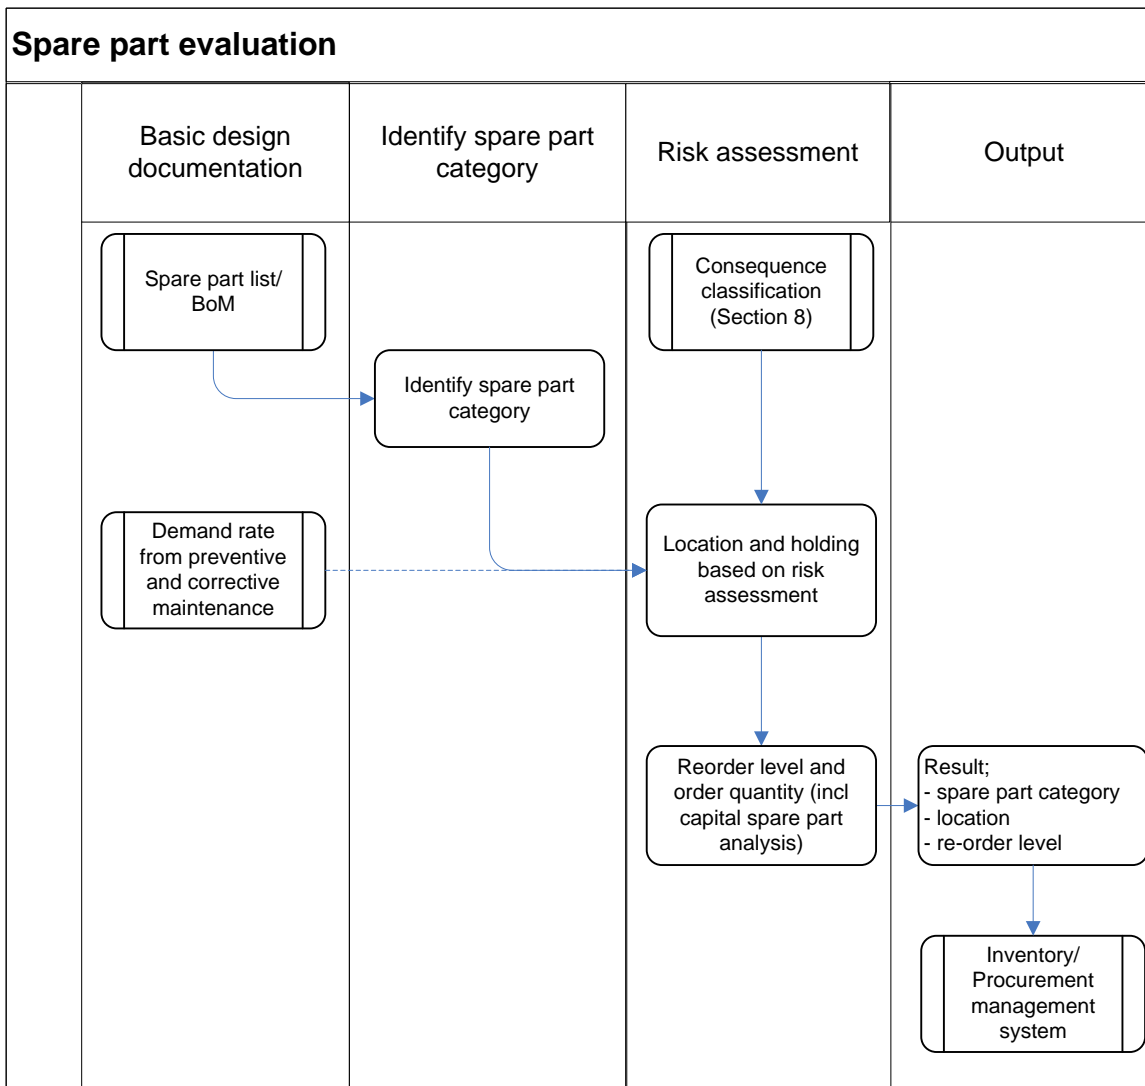 Spare part evaluation
Basic design
documentation
Identify spare part
category
Risk assessment
Output
Spare part list/
BoM
Consequence
classification
(Section 8)
Identify spare part
category
Demand rate
from preventive
and corrective
maintenance
Location and holding
based on risk
assessment
Reorder level and
order quantity (incl
capital spare part
analysis)
Result;
- spare part category
- location
- re-order level
Inventory/
Procurement
management
system